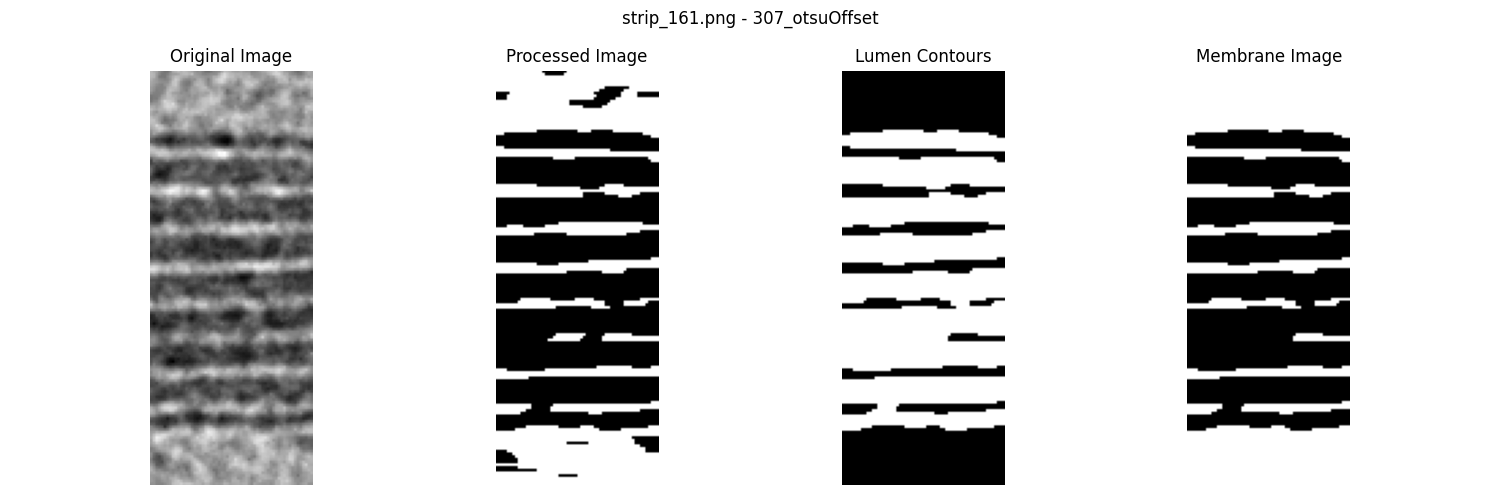 strip_161.png - 307_otsuOffset
Original Image
Processed Image
Lumen Contours
Membrane Image